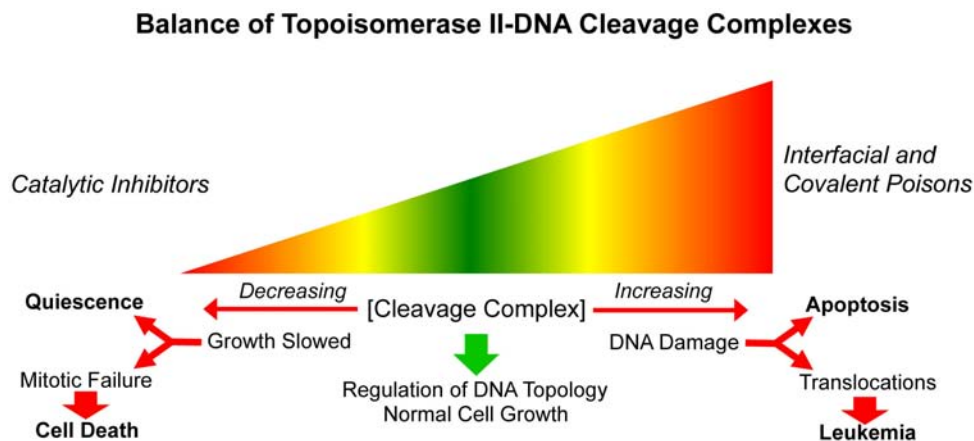 Balance of Topoisomerase II-DNA Cleavage Complexes
Catalytic Inhibitors
Interfacial and
Covalent Poisons
Quiescence
Decreasing
[Cleavage Complex]
Increasing
Apoptosis
Growth Slowed
DNA Damage
Mitotic Failure
Regulation of DNA Topology
Normal Cell Growth
Translocations
Cell Death
Leukemia